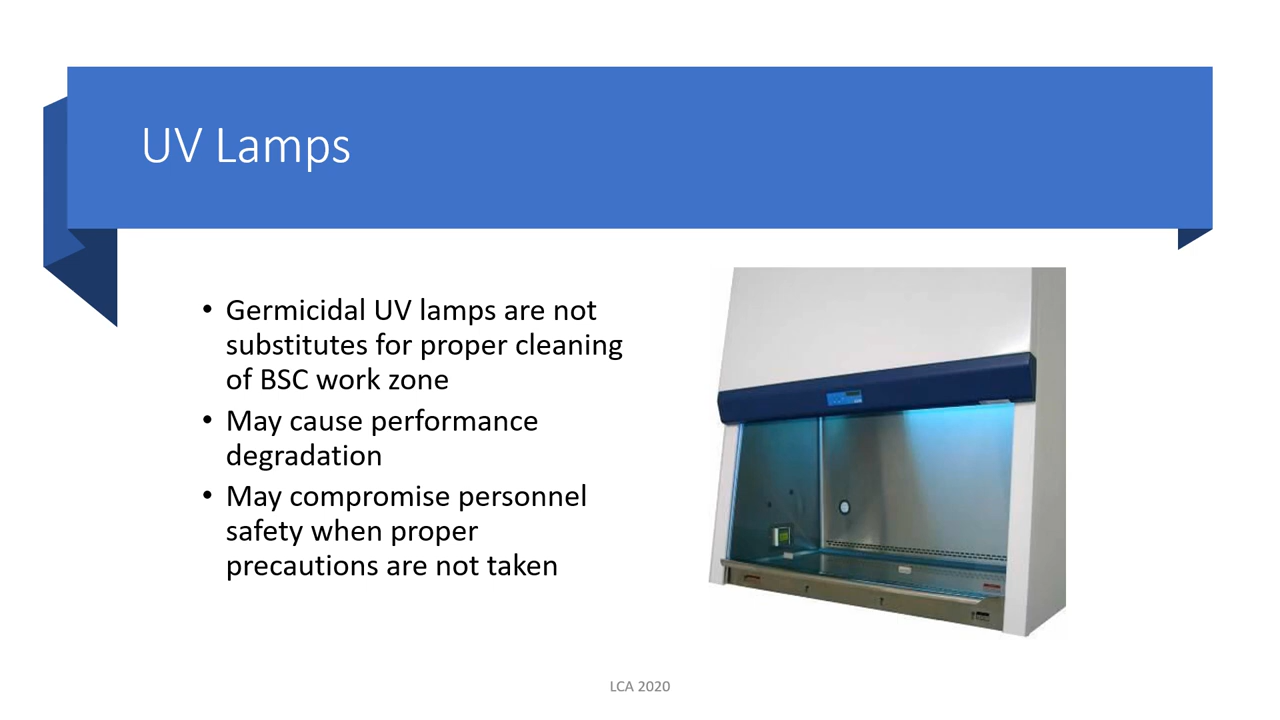 UV Lamps
• Germicidal UV lamps are not
substitutes for proper cleaning
of BSC work zone
• May cause performance
degradation
• May compromise personnel
safety when proper
precautions are not taken
LCA 2020